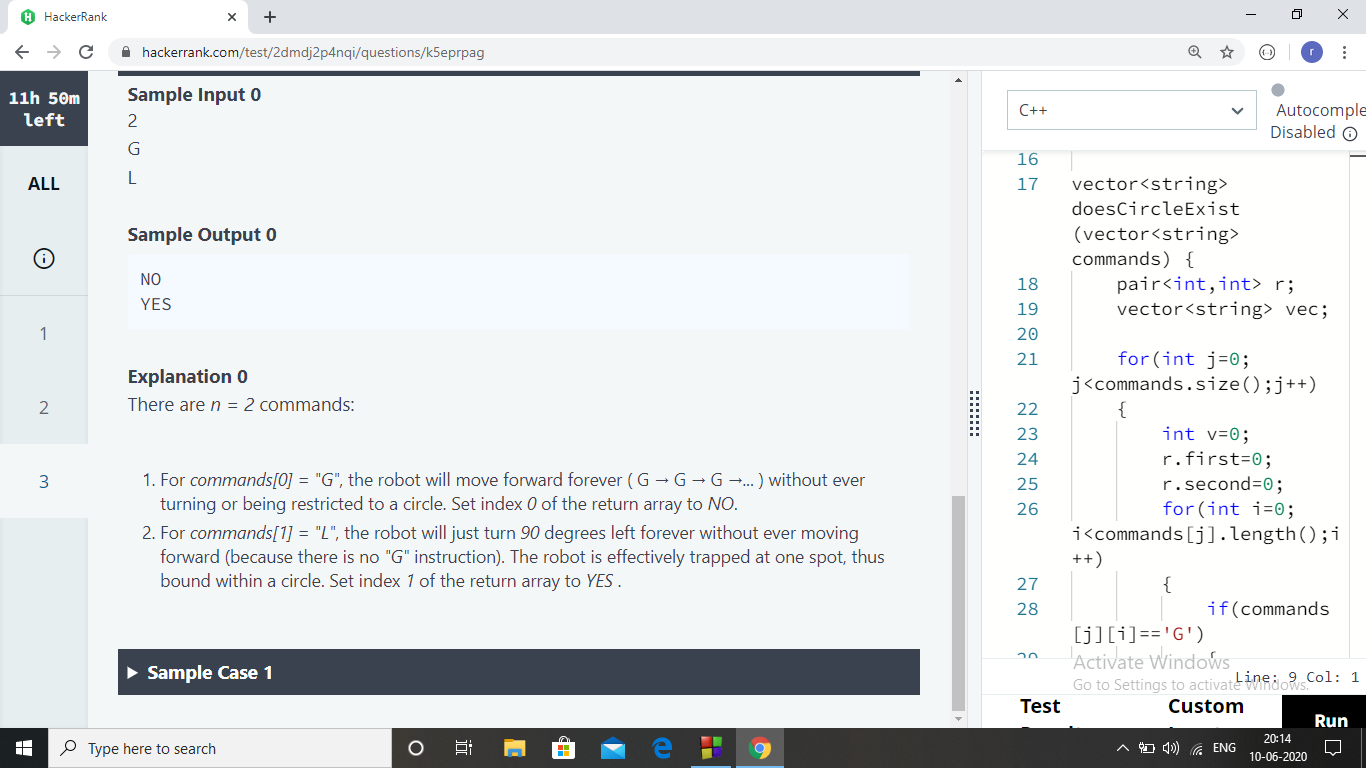 HackerRank
hackerrank.com/test/2dmdj2p4nqi/questions/k5eprpag
r
11h 50m
left
ALL
1
2
3
Sample Input 0
2
G
L
Sample Output 0
NO
YES
Explanation 0
There are n = 2 commands:
1. For commands[0] = "G", the robot will move forward forever ( G → G → G →... ) without ever
turning or being restricted to a circle. Set index 0 of the return array to NO.
2. For commands[1] = "L", the robot will just turn 90 degrees left forever without ever moving
forward (because there is no "G" instruction). The robot is effectively trapped at one spot, thus
bound within a circle. Set index 1 of the return array to YES .
Sample Case 1
C++
Autocomple
Disabled
16
17 vector<string>
doesCircleExist
(vector<string>
commands) {
18 pair<int,int> r;
19 vector<string> vec;
20
21 for(int j=0;
j<commands.size();j++)
22 {
23 int v=0;
24 r.first=0;
25 r.second=0;
26 for(int i=0;
i<commands[j].length();i
++)
27 {
28 if(commands
[j][i]=='G')
Activate Windows
Go to Settings to activate Windows.
Line: 9 Col: 1
Test
Custom
Run
Type here to search
ENG
20:14
10-06-2020